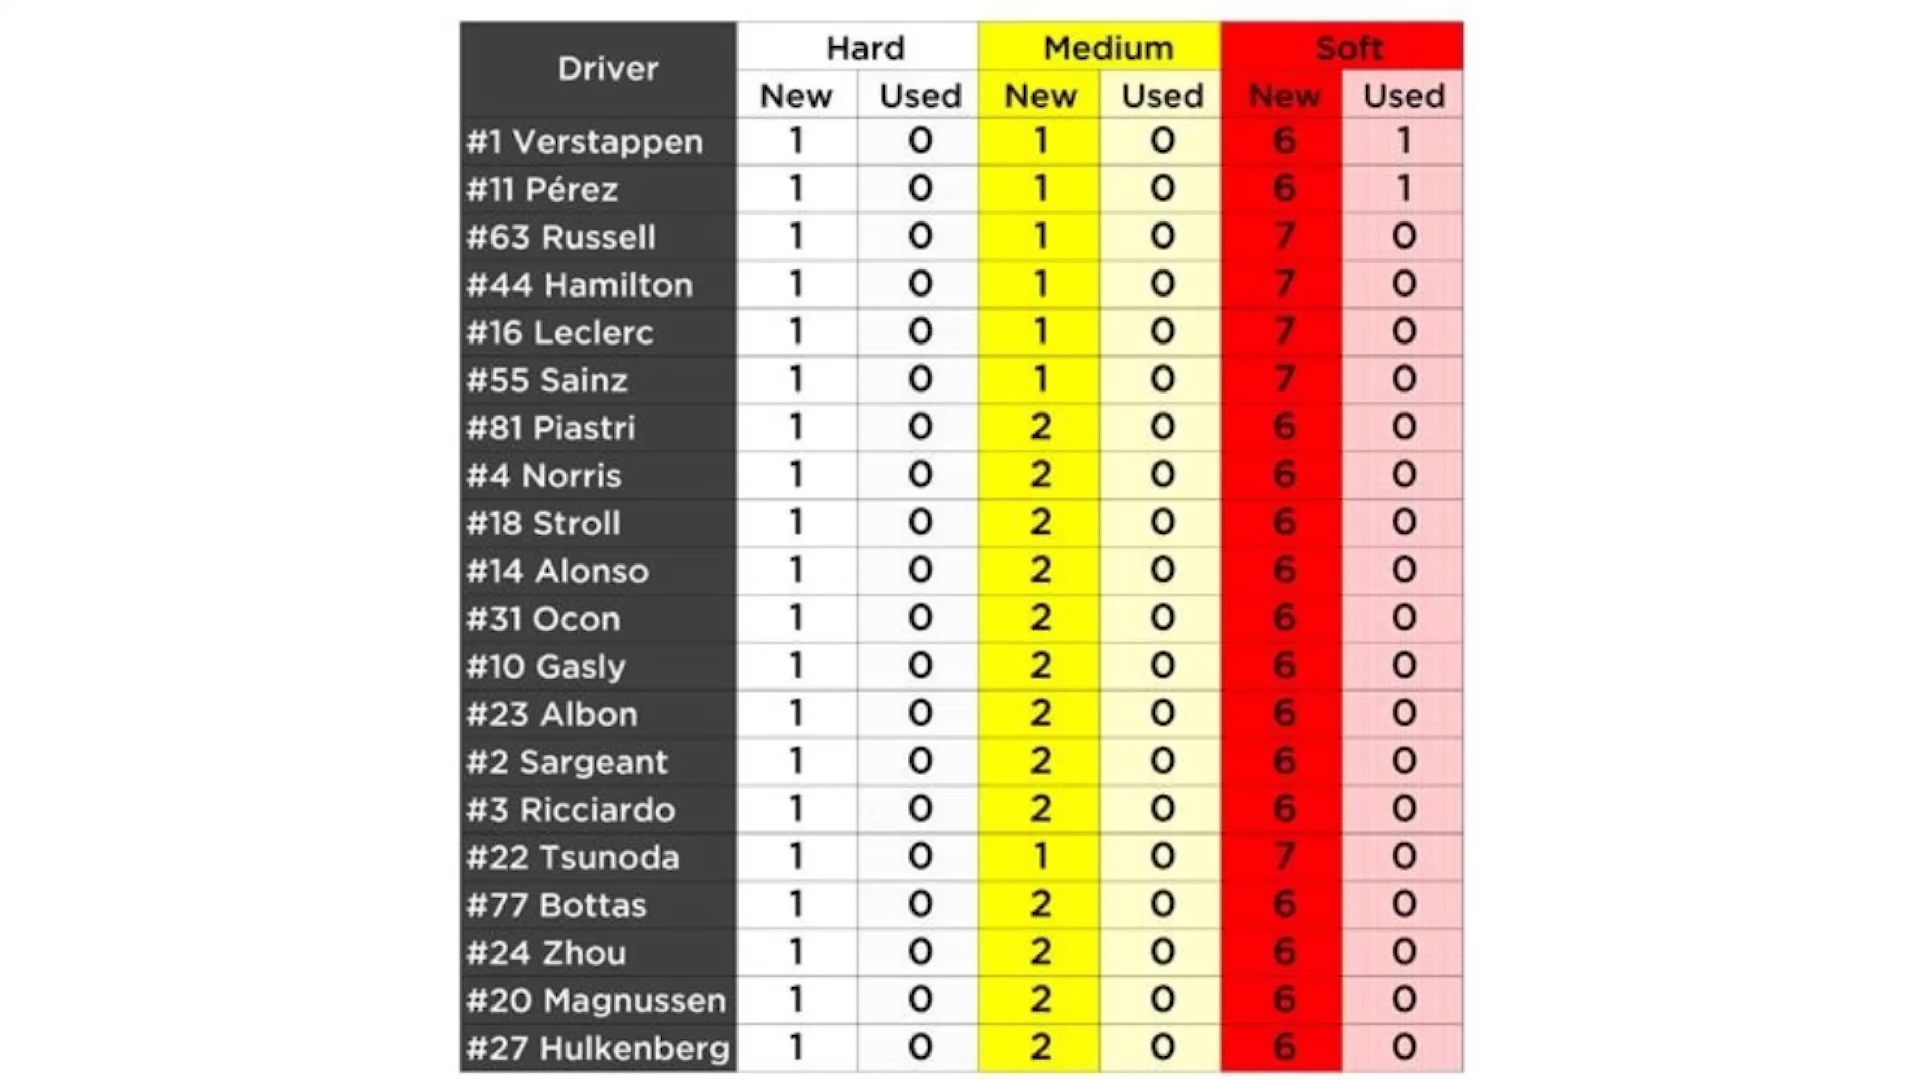 Driver Hard Medium Soft
New Used New Used New Used
#1 Verstappen 1 0 1 0 6 1
#11 Pérez 1 0 1 0 6 1
#63 Russell 1 0 1 0 7 0
#44 Hamilton 1 0 1 0 7 0
#16 Leclerc 1 0 1 0 7 0
#55 Sainz 1 0 1 0 7 0
#81 Piastri 1 0 2 0 6 0
#4 Norris 1 0 2 0 6 0
#18 Stroll 1 0 2 0 6 0
#14 Alonso 1 0 2 0 6 0
#31 Ocon 1 0 2 0 6 0
#10 Gasly 1 0 2 0 6 0
#23 Albon 1 0 2 0 6 0
#2 Sargeant 1 0 2 0 6 0
#3 Ricciardo 1 0 2 0 6 0
#22 Tsunoda 1 0 1 0 7 0
#77 Bottas 1 0 2 0 6 0
#24 Zhou 1 0 2 0 6 0
#20 Magnussen 1 0 2 0 6 0
#27 Hulkenberg 1 0 2 0 6 0